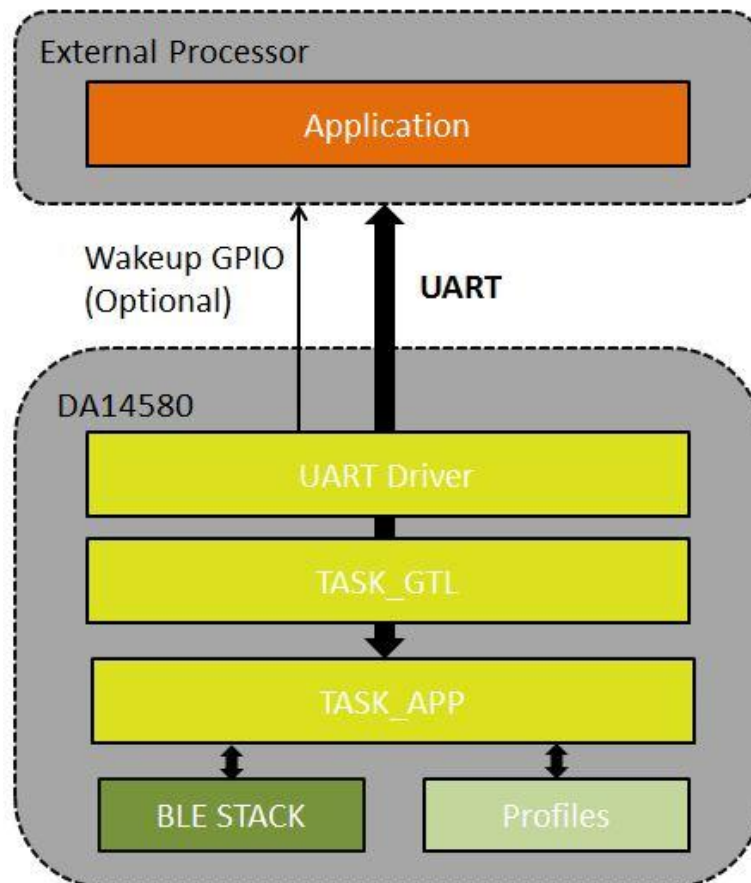 External Processor
Application
Wakeup GPIO
(Optional)
UART
DA14580
UART Driver
TASK_GTL
TASK_APP
BLE STACK
Profiles